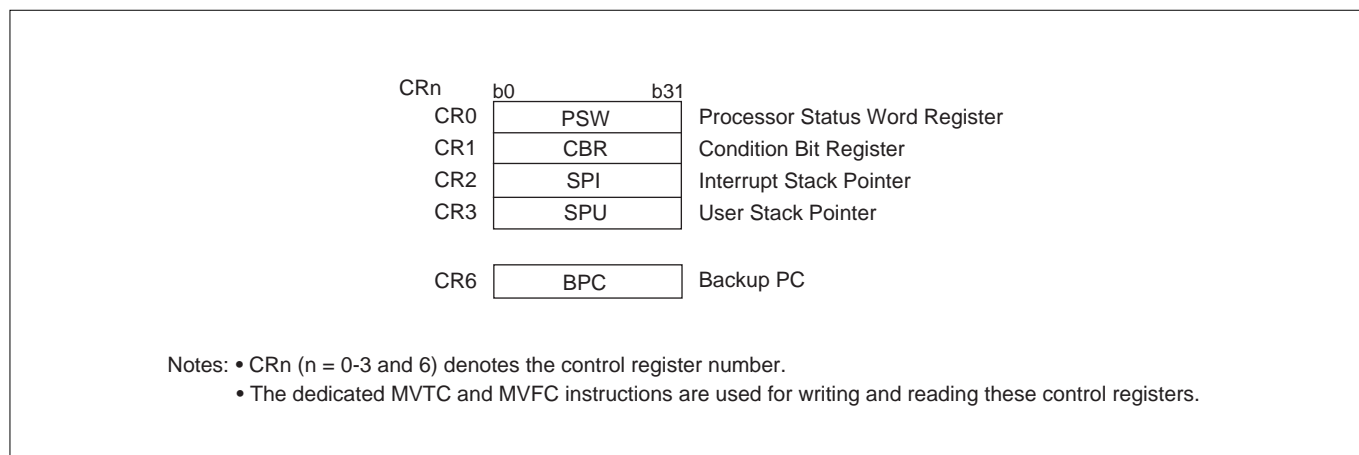 CRn b0 b31
CR0 PSW Processor Status Word Register
CR1 CBR Condition Bit Register
CR2 SPI Interrupt Stack Pointer
CR3 SPU User Stack Pointer
CR6 BPC Backup PC
Notes: • CRn (n = 0-3 and 6) denotes the control register number.
• The dedicated MVTC and MVFC instructions are used for writing and reading these control registers.